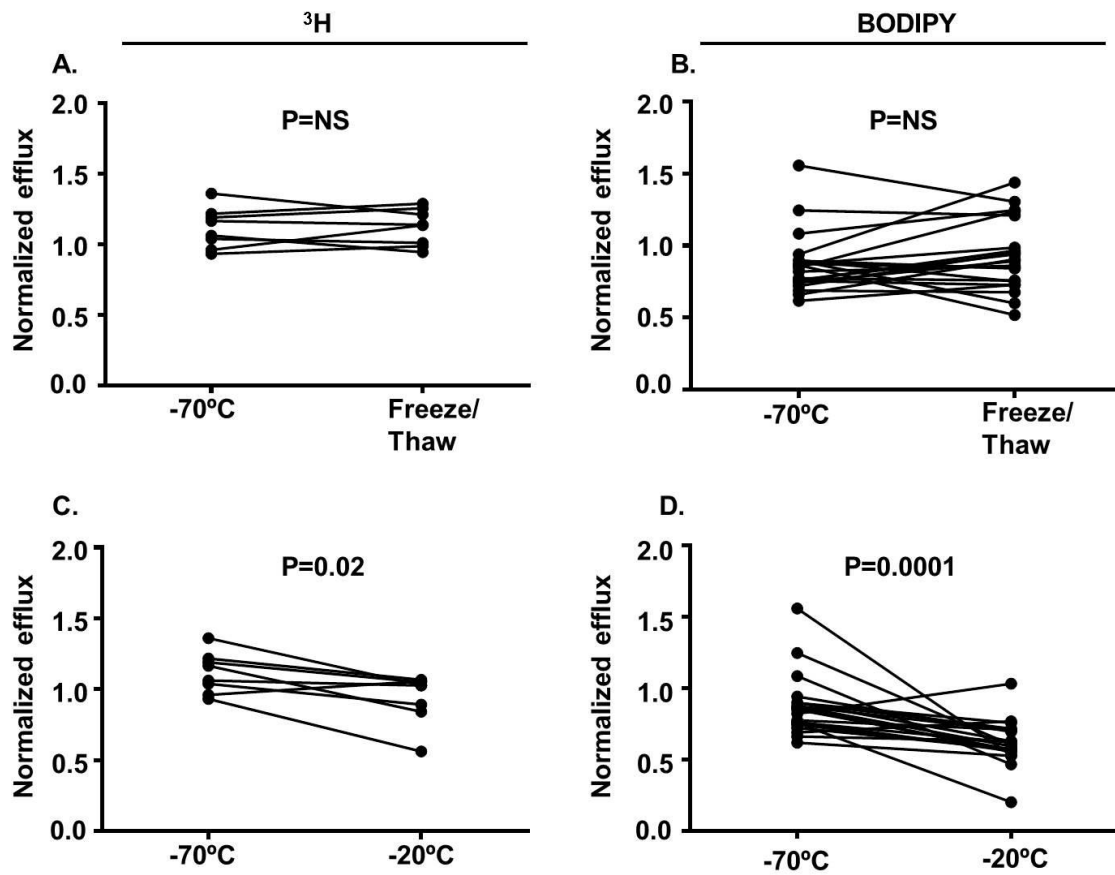 ³H
BODIPY
A.
P=NS
Normalized efflux
2.0
1.5
1.0
0.5
0.0
-70ºC
Freeze/
Thaw
B.
P=NS
Normalized efflux
2.0
1.5
1.0
0.5
0.0
-70ºC
Freeze/
Thaw
C.
P=0.02
Normalized efflux
2.0
1.5
1.0
0.5
0.0
-70ºC
-20ºC
D.
P=0.0001
Normalized efflux
2.0
1.5
1.0
0.5
0.0
-70ºC
-20ºC